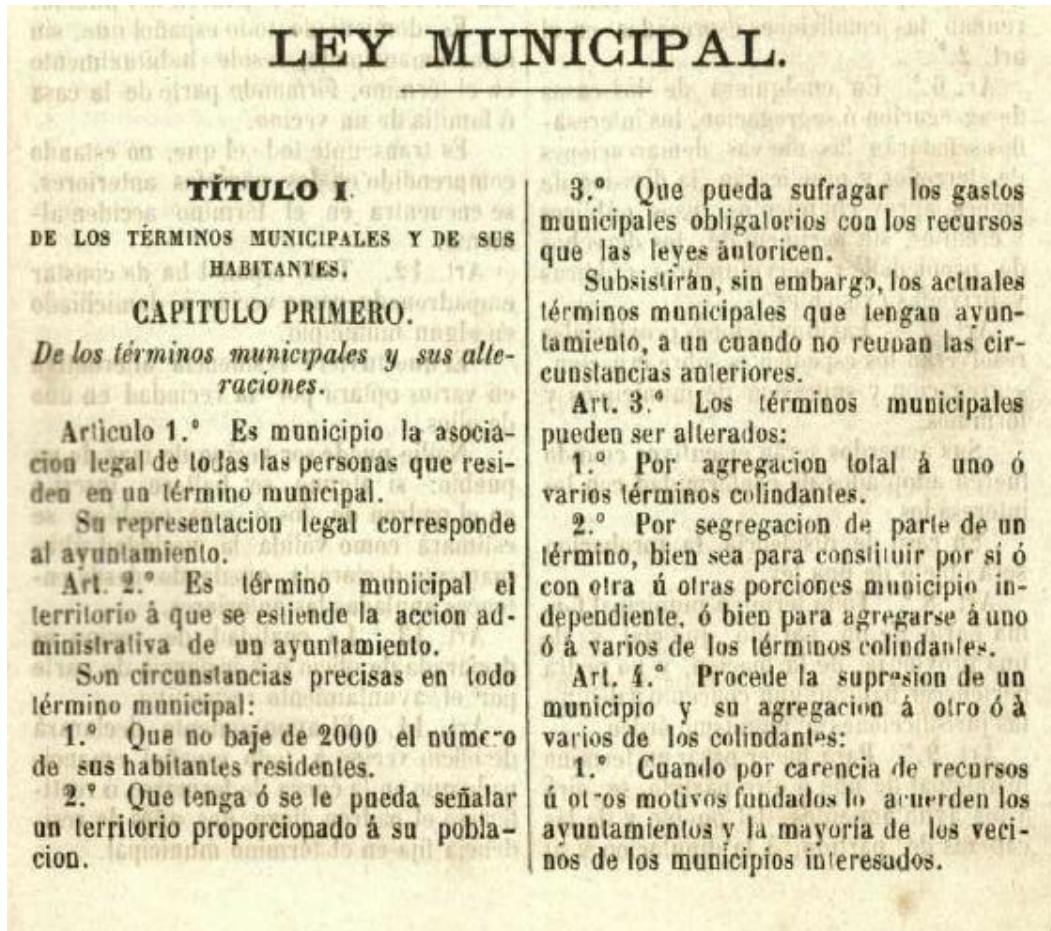 LEY MUNICIPAL.
TÍTULO I.
DE LOS TÉRMINOS MUNICIPALES Y DE SUS
HABITANTES.
CAPITULO PRIMERO.
De los términos municipales y sus alte-
raciones.
Artìculo 1.º Es municipio la asocia-
cion legal de todas las personas que resi-
den en un término municipal.
Su representacion legal corresponde
al ayuntamiento.
Art. 2.º Es término municipal el
territorio á que se estiende la accion ad-
ministrativa de un ayuntamiento.
Son circunstancias precisas en todo
término municipal:
1.º Que no baje de 2000 el número
de sus habitantes residentes.
2.º Que tenga ó se le pueda señalar
un territorio proporcionado á su pobla-
cion.
3.º Que pueda sufragar los gastos
municipales obligatorios con los recursos
que las leyes autoricen.
Subsistirán, sin embargo, los actuales
términos municipales que tengan ayun-
tamiento, a un cuando no reunan las cir-
cunstancias anteriores.
Art. 3.º Los términos municipales
pueden ser alterados:
1.º Por agregacion total á uno ó
varios términos colindantes.
2.º Por segregacion de parte de un
término, bien sea para constituir por sí ó
con otra ú otras porciones municipio in-
dependiente, ó bien para agregarse á uno
ó á varios de los términos colindantes.
Art. 4.º Procede la supresion de un
municipio y su agregacion á otro ó à
varios de los colindantes:
1.º Cuando por carencia de recursos
ú otros motivos fundados lo acuerden los
ayuntamientos y la mayoría de los veci-
nos de los municipios interesados.